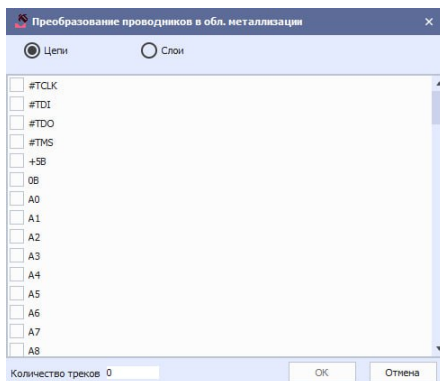 Преобразование проводников в обл. металлизации
Цепи Слои
#TCLK
#TDI
#TDO
#TMS
+5В
0В
A0
A1
A2
A3
A4
A5
A6
A7
A8
Количество треков 0 OK Отмена